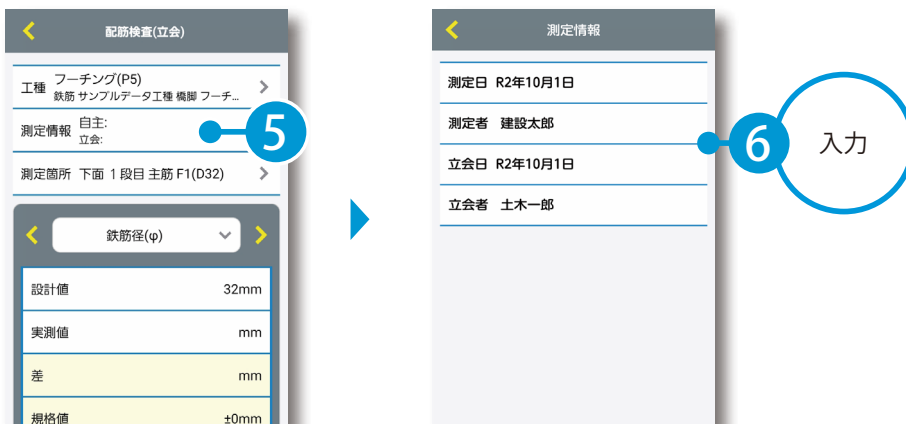 配筋検査(立会)
工種 フーチング(P5)
鉄筋 サンプルデータ工種 橋脚 フーチ...
測定情報 自主:
立会:
5
測定箇所 下面 1段目 主筋 F1(D32)
鉄筋径(φ)
設計値 32mm
実測値 mm
差 mm
規格値 ±0mm
測定情報
測定日 R2年10月1日
測定者 建設太郎
立会日 R2年10月1日
立会者 土木一郎
6
入力